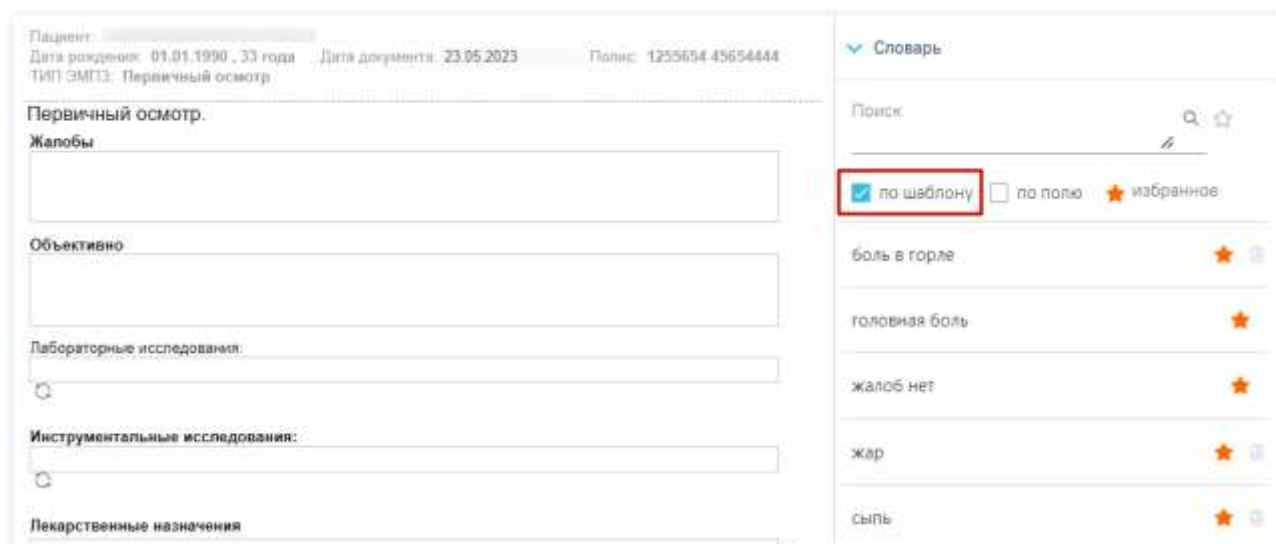 Пациент:
Дата рождения: 01.01.1990 , 33 года Дата документа: 23.05.2023 Полис: 1255654 45654444
ТИП ЭМПЗ: Первичный осмотр
Первичный осмотр.
Жалобы
Объективно
Лабораторные исследования:
Инструментальные исследования:
Лекарственные назначения
Словарь
Поиск
по шаблону по полю избранное
боль в горле
головная боль
жалоб нет
жар
сыпь